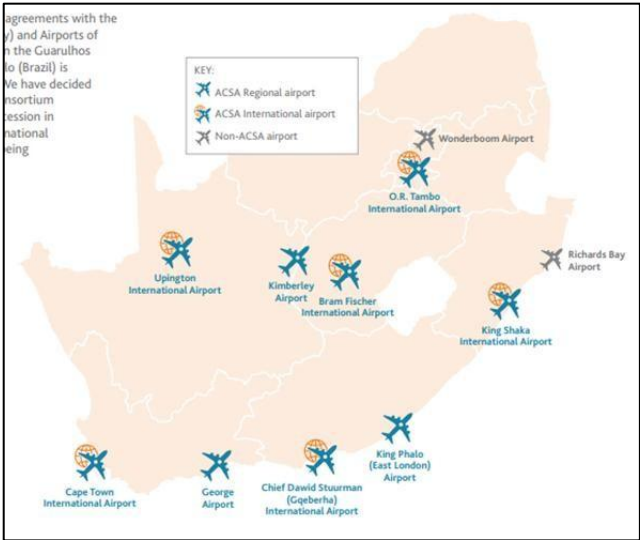 agreements with the
y) and Airports of
n the Guarulhos
lo (Brazil) is
We have decided
nsortium
cession in
national
eing
KEY:
ACSA Regional airport
ACSA International airport
Non-ACSA airport
Wonderboom Airport
O.R. Tambo
International Airport
Richards Bay
Airport
Upington
International Airport
Kimberley
Airport
Bram Fischer
International Airport
King Shaka
International Airport
King Phalo
(East London)
Airport
Cape Town
International Airport
George
Airport
Chief Dawid Stuurman
(Gqeberha)
International Airport